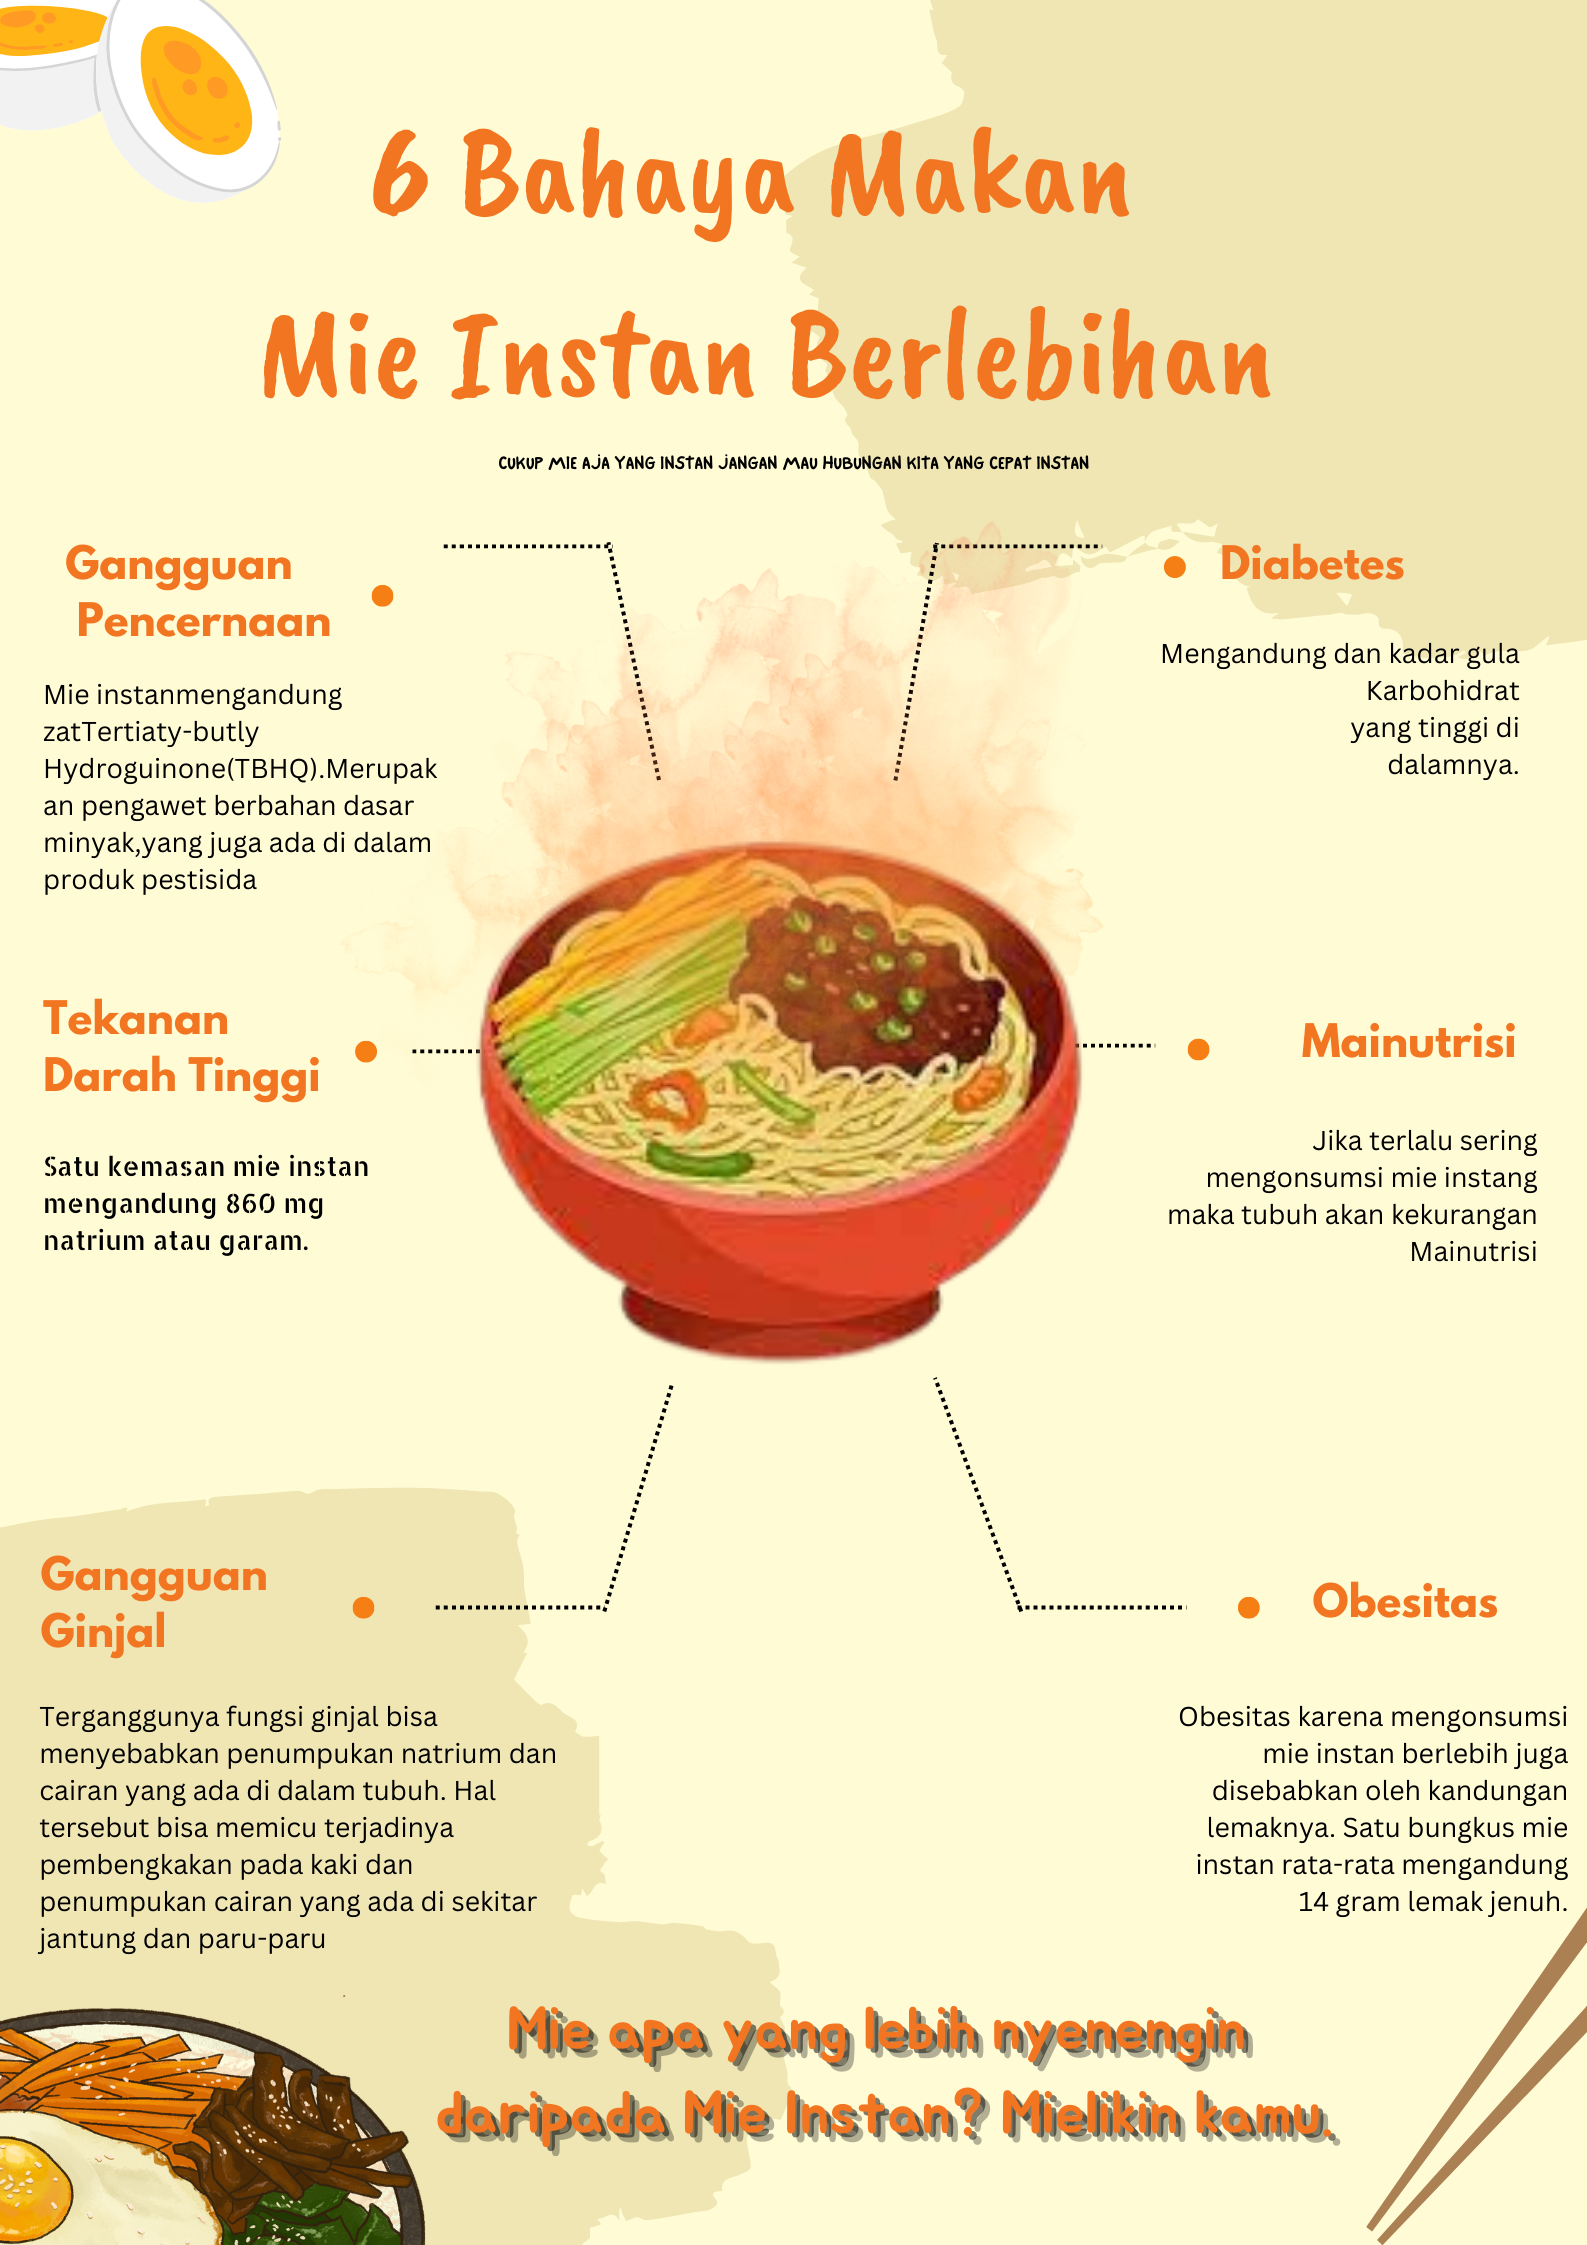 6 Bahaya Makan
Mie Instan Berlebihan
CUKUP MIE AJA YANG INSTAN JANGAN MAU HUBUNGAN KITA YANG CEPAT INSTAN
Gangguan
Pencernaan
Mie instanmengandung
zatTertiaty-butly
Hydroguinone(TBHQ).Merupak
an pengawet berbahan dasar
minyak,yang juga ada di dalam
produk pestisida
Diabetes
Mengandung dan kadar gula
Karbohidrat
yang tinggi di
dalamnya.
Tekanan
Darah Tinggi
Satu kemasan mie instan
mengandung 860 mg
natrium atau garam.
Mainutrisi
Jika terlalu sering
mengonsumsi mie instang
maka tubuh akan kekurangan
Mainutrisi
Gangguan
Ginjal
Terganggunya fungsi ginjal bisa
menyebabkan penumpukan natrium dan
cairan yang ada di dalam tubuh. Hal
tersebut bisa memicu terjadinya
pembengkakan pada kaki dan
penumpukan cairan yang ada di sekitar
jantung dan paru-paru
Obesitas
Obesitas karena mengonsumsi
mie instan berlebih juga
disebabkan oleh kandungan
lemaknya. Satu bungkus mie
instan rata-rata mengandung
14 gram lemak jenuh.
Mie apa yang lebih nyenengin
daripada Mie Instan? Mielikin kamu.